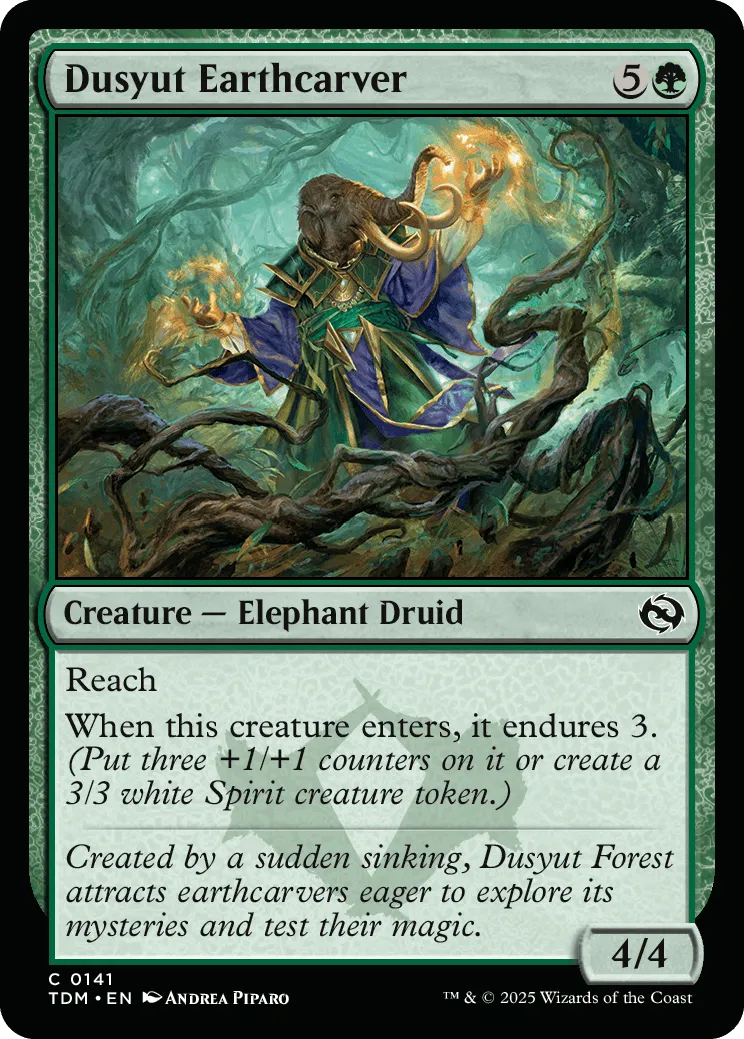 Dusyut Earthcarver 5
Creature — Elephant Druid
Reach
When this creature enters, it endures 3.
(Put three +1/+1 counters on it or create a
3/3 white Spirit creature token.)
Created by a sudden sinking, Dusyut Forest
attracts earthcarvers eager to explore its
mysteries and test their magic.
4/4
C 0141
TDM • EN Andrea Piparo
™ & © 2025 Wizards of the Coast